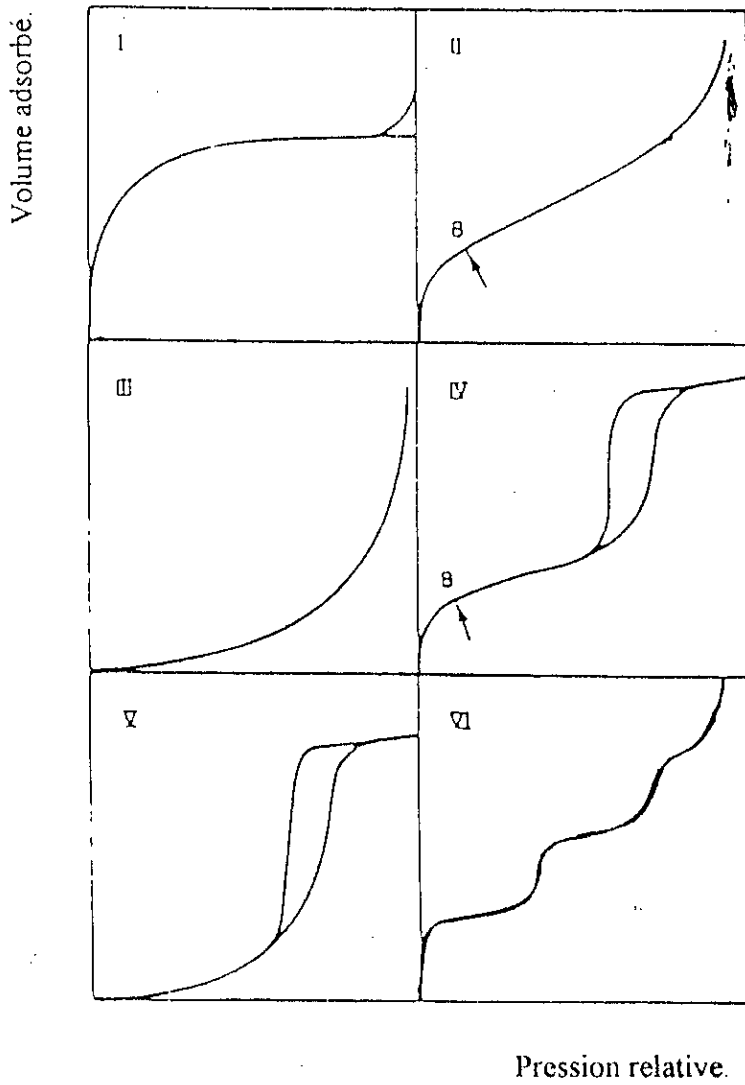 Volume adsorbé.
I
II
B
III
IV
B
V
VI
Pression relative.